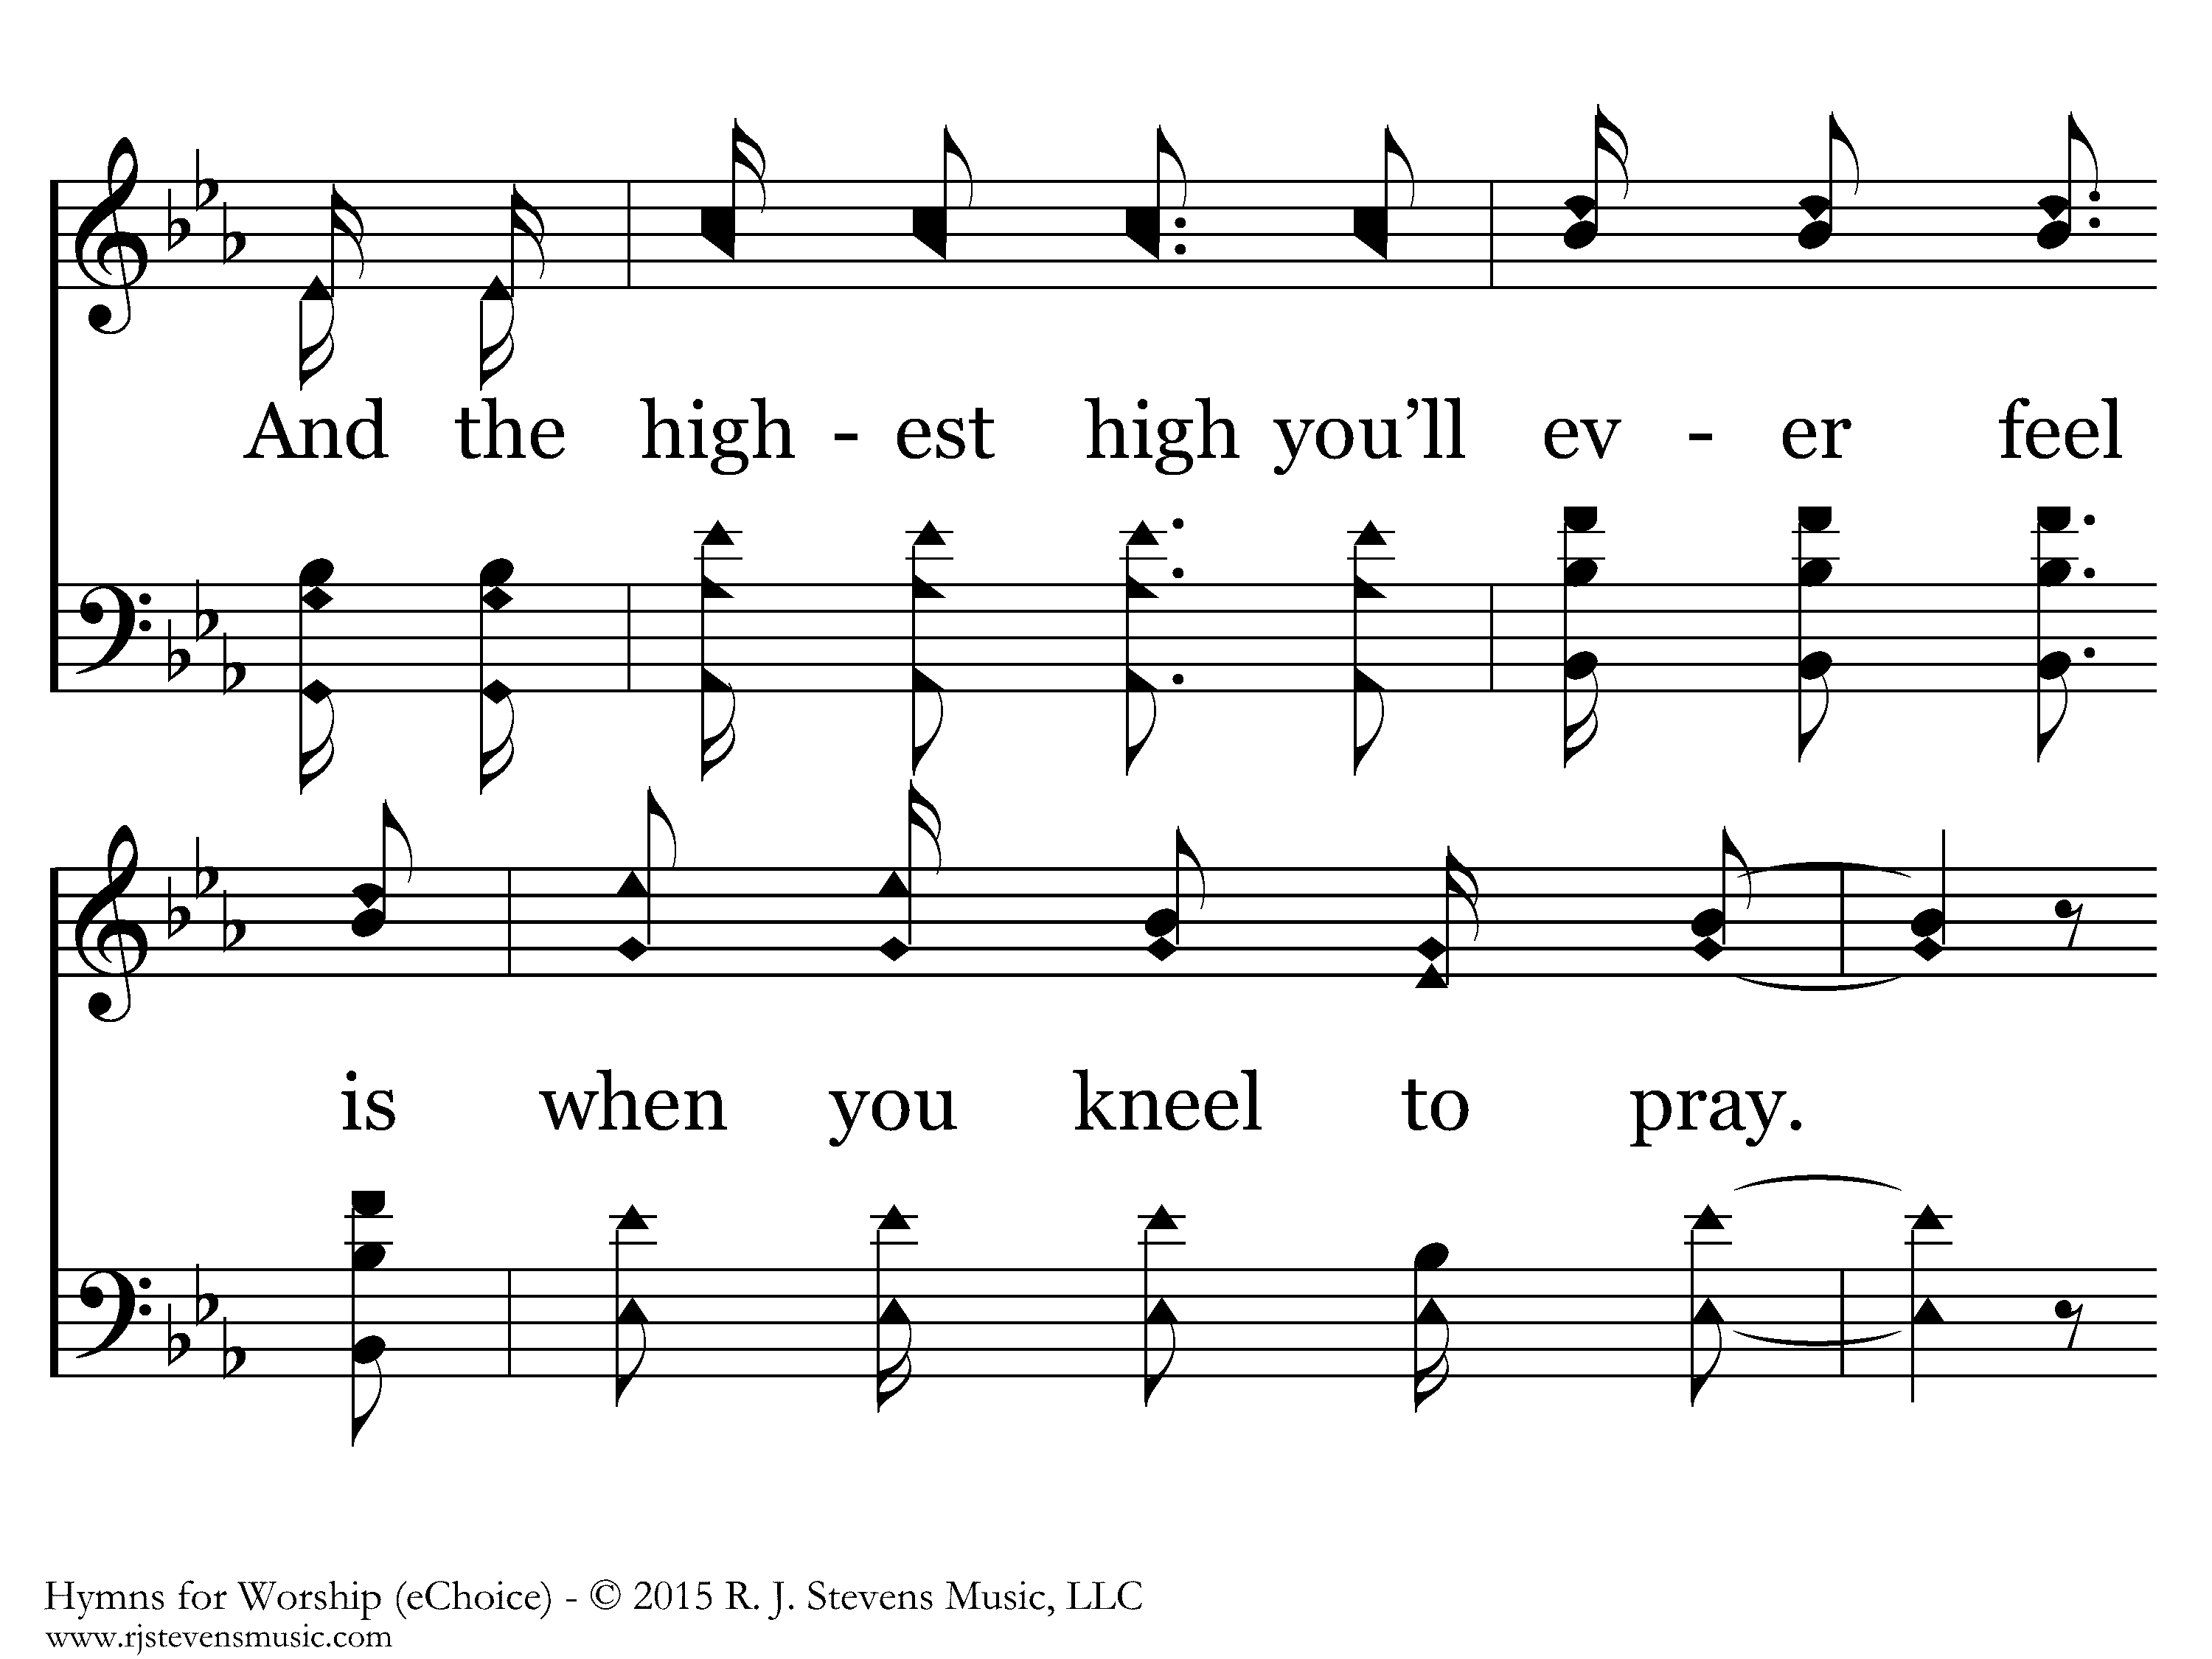 And the high - est high you’ll ev - er feel
is when you kneel to pray.
Hymns for Worship (eChoice) - © 2015 R. J. Stevens Music, LLC
www.rjstevensmusic.com